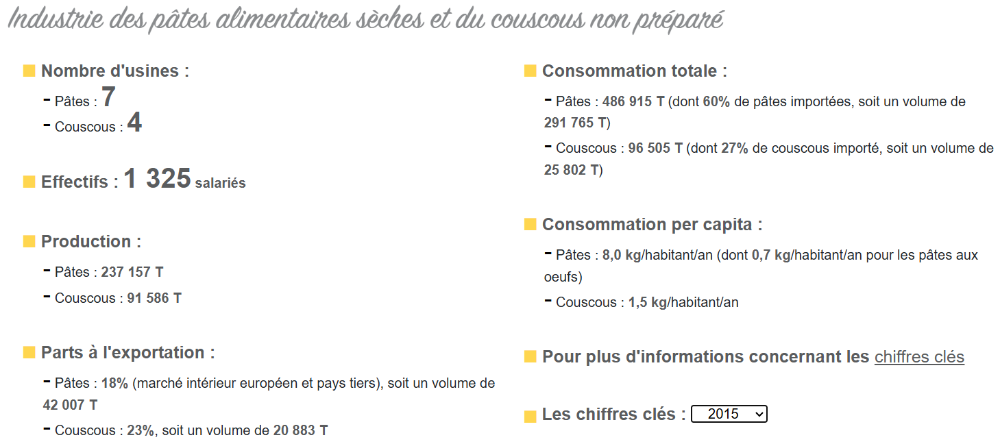 Industrie des pâtes alimentaires sèches et du couscous non préparé
Nombre d'usines :
- Pâtes : 7
- Couscous : 4
Effectifs : 1 325 salariés
Production :
- Pâtes : 237 157 T
- Couscous : 91 586 T
Parts à l'exportation :
- Pâtes : 18% (marché intérieur européen et pays tiers), soit un volume de
42 007 T
- Couscous : 23%, soit un volume de 20 883 T
Consommation totale :
- Pâtes : 486 915 T (dont 60% de pâtes importées, soit un volume de
291 765 T)
- Couscous : 96 505 T (dont 27% de couscous importé, soit un volume de
25 802 T)
Consommation per capita :
- Pâtes : 8,0 kg/habitant/an (dont 0,7 kg/habitant/an pour les pâtes aux
oeufs)
- Couscous : 1,5 kg/habitant/an
Pour plus d'informations concernant les chiffres clés
Les chiffres clés : 2015